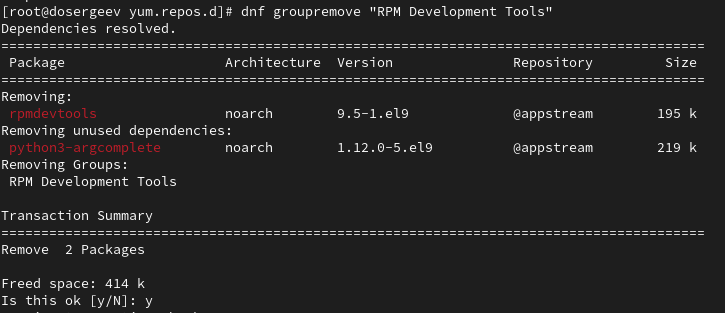 [root@dosergeev yum.repos.d]# dnf groupremove "RPM Development Tools"
Dependencies resolved.
========================================================================================
 Package                    Architecture  Version               Repository         Size
========================================================================================
Removing:
 rpmdevtools                noarch        9.5-1.el9             @appstream        195 k
Removing unused dependencies:
 python3-argcomplete        noarch        1.12.0-5.el9          @appstream        219 k
Removing Groups:
 RPM Development Tools
Transaction Summary
========================================================================================
Remove  2 Packages
Freed space: 414 k
Is this ok [y/N]: y